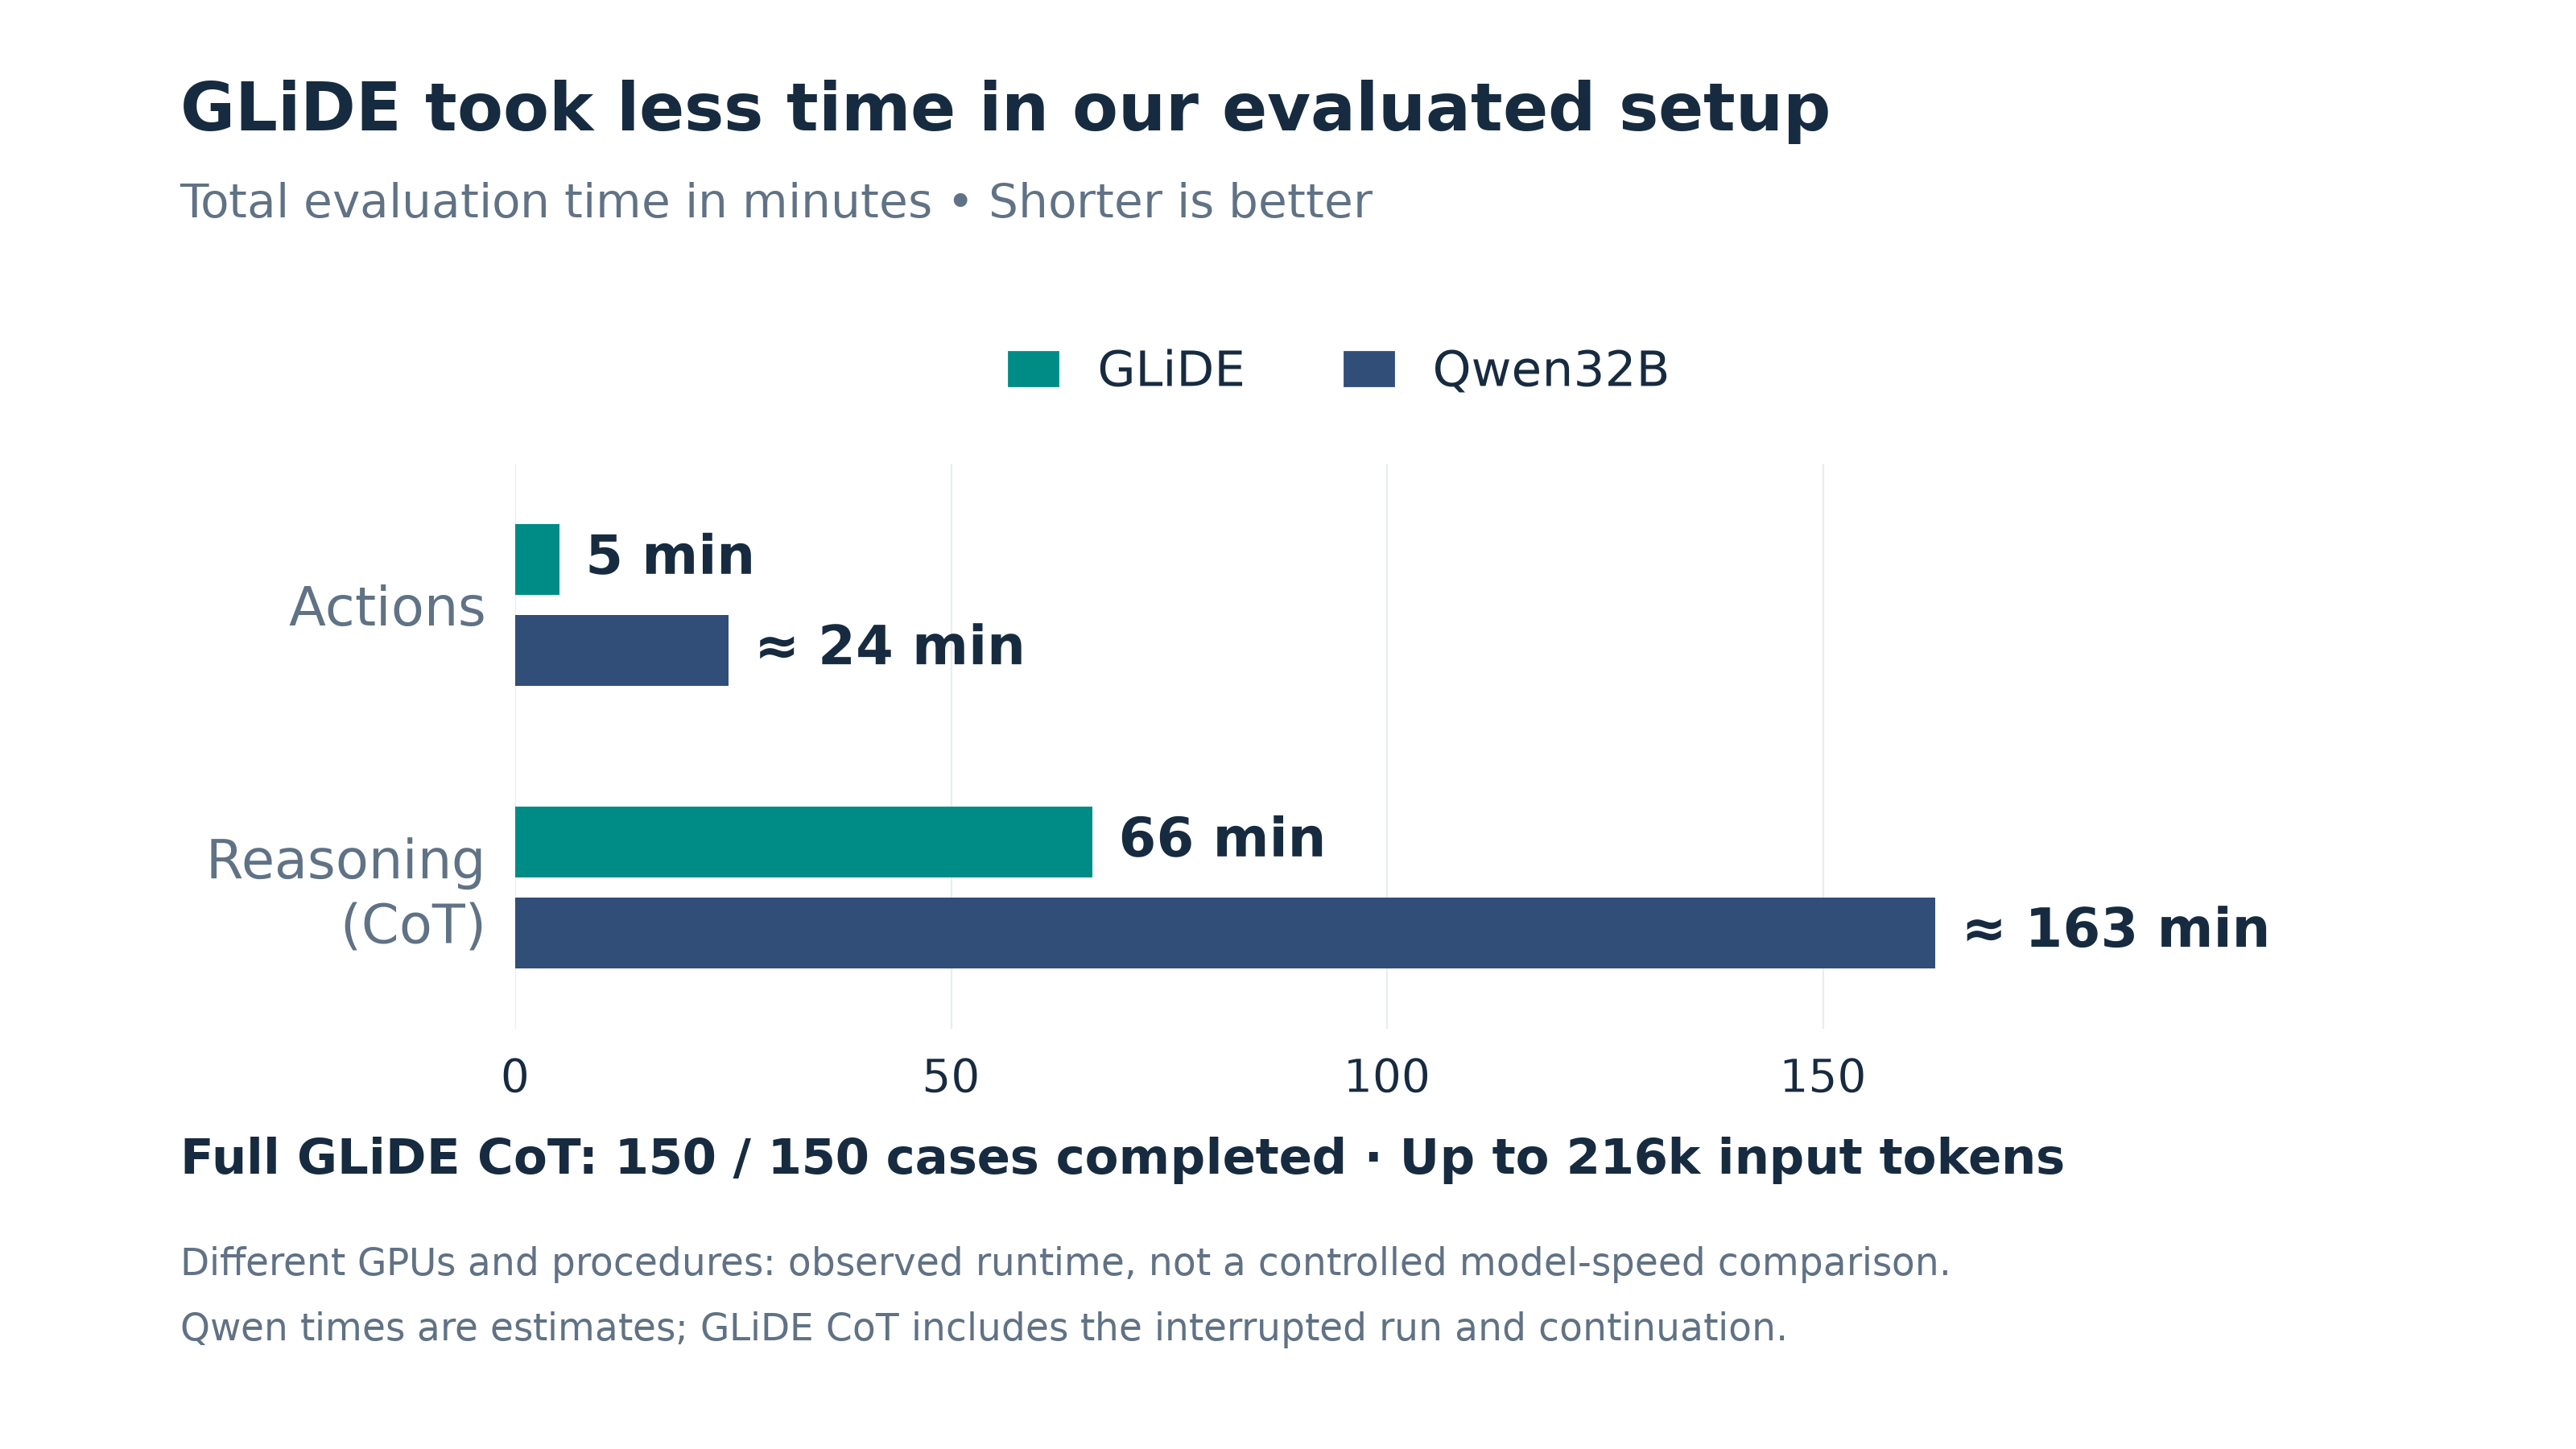 GLiDE took less time in our evaluated setup
Total evaluation time in minutes • Shorter is better
GLiDE
Qwen32B
Actions
5 min
≈ 24 min
Reasoning
(CoT)
66 min
≈ 163 min
0
50
100
150
Full GLiDE CoT: 150 / 150 cases completed · Up to 216k input tokens
Different GPUs and procedures: observed runtime, not a controlled model-speed comparison.
Qwen times are estimates; GLiDE CoT includes the interrupted run and continuation.